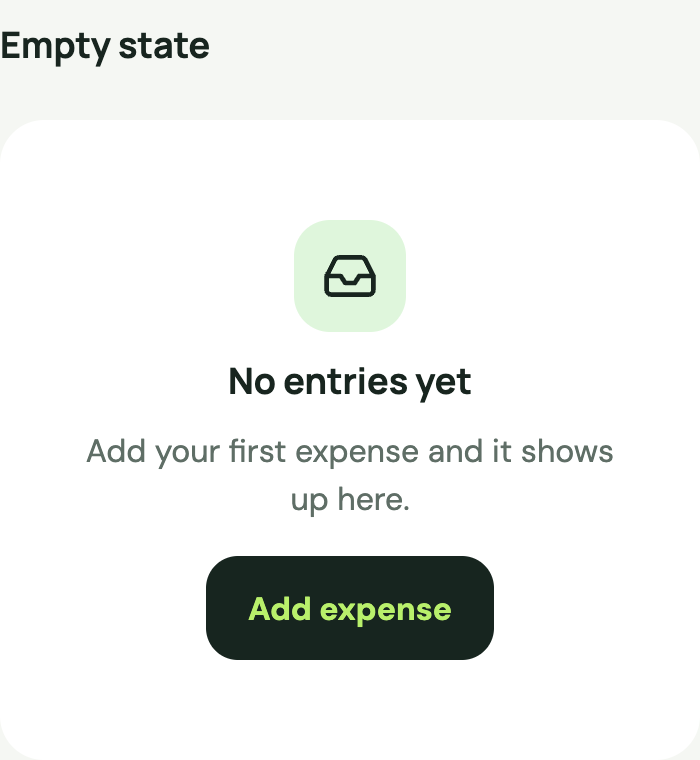 Empty state
No entries yet
Add your first expense and it shows
up here.
Add expense